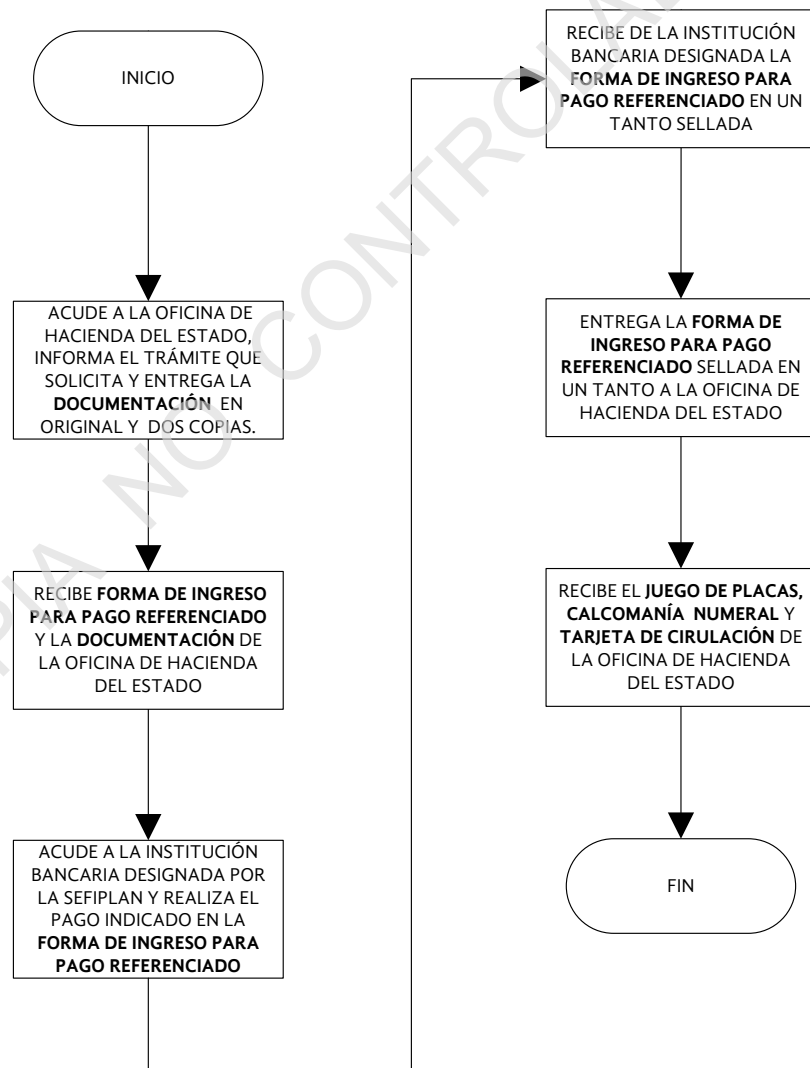 INICIO
ACUDE A LA OFICINA DE
HACIENDA DEL ESTADO,
INFORMA EL TRÁMITE QUE
SOLICITA Y ENTREGA LA
DOCUMENTACIÓN EN
ORIGINAL Y DOS COPIAS.
RECIBE FORMA DE INGRESO
PARA PAGO REFERENCIADO
Y LA DOCUMENTACIÓN DE
LA OFICINA DE HACIENDA
DEL ESTADO
ACUDE A LA INSTITUCIÓN
BANCARIA DESIGNADA POR
LA SEFIPLAN Y REALIZA EL
PAGO INDICADO EN LA
FORMA DE INGRESO PARA
PAGO REFERENCIADO
RECIBE DE LA INSTITUCIÓN
BANCARIA DESIGNADA LA
FORMA DE INGRESO PARA
PAGO REFERENCIADO EN UN
TANTO SELLADA
ENTREGA LA FORMA DE
INGRESO PARA PAGO
REFERENCIADO SELLADA EN
UN TANTO A LA OFICINA DE
HACIENDA DEL ESTADO
RECIBE EL JUEGO DE PLACAS,
CALCOMANÍA NUMERAL Y
TARJETA DE CIRULACIÓN DE
LA OFICINA DE HACIENDA
DEL ESTADO
FIN
PIA NO CONTROLA